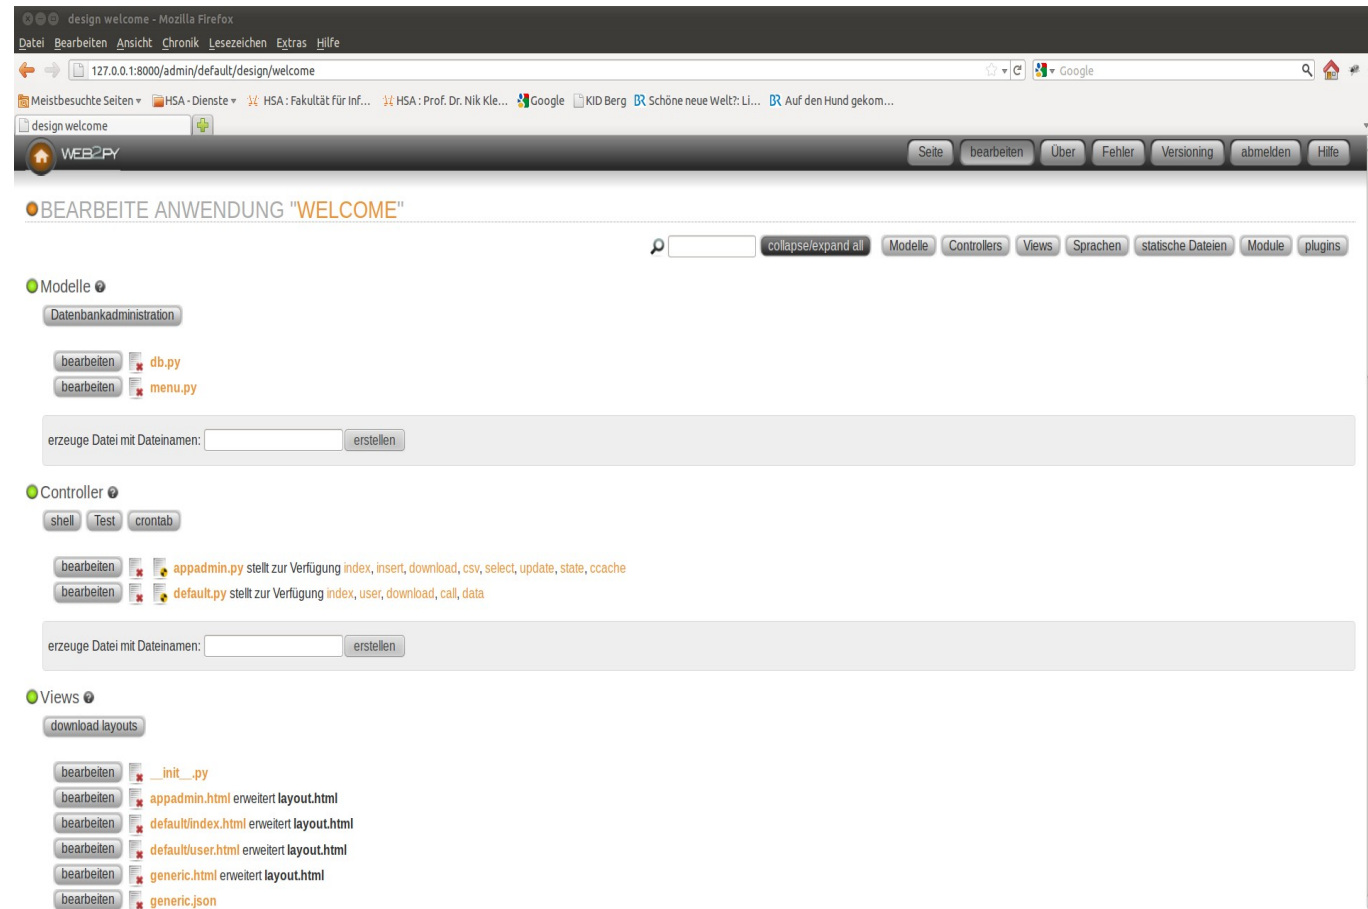 design welcome - Mozilla Firefox
Datei Bearbeiten Ansicht Chronik Lesezeichen Extras Hilfe
127.0.0.1:8000/admin/default/design/welcome Google
Meistbesuchte Seiten HSA - Dienste HSA : Fakultät für Inf... HSA : Prof. Dr. Nik Kle... Google KID Berg BR Schöne neue Welt?: Li... BR Auf den Hund gekom...
design welcome
WEB2PY Seite bearbeiten Über Fehler Versioning abmelden Hilfe
BEARBEITE ANWENDUNG "WELCOME"
collapse/expand all Modelle Controllers Views Sprachen statische Dateien Module plugins
Modelle ?
Datenbankadministration
bearbeiten db.py
bearbeiten menu.py
erzeuge Datei mit Dateinamen: erstellen
Controller ?
shell Test crontab
bearbeiten appadmin.py stellt zur Verfügung index, insert, download, csv, select, update, state, ccache
bearbeiten default.py stellt zur Verfügung index, user, download, call, data
erzeuge Datei mit Dateinamen: erstellen
Views ?
download layouts
bearbeiten __init__.py
bearbeiten appadmin.html erweitert layout.html
bearbeiten default/index.html erweitert layout.html
bearbeiten default/user.html erweitert layout.html
bearbeiten generic.html erweitert layout.html
bearbeiten generic.json